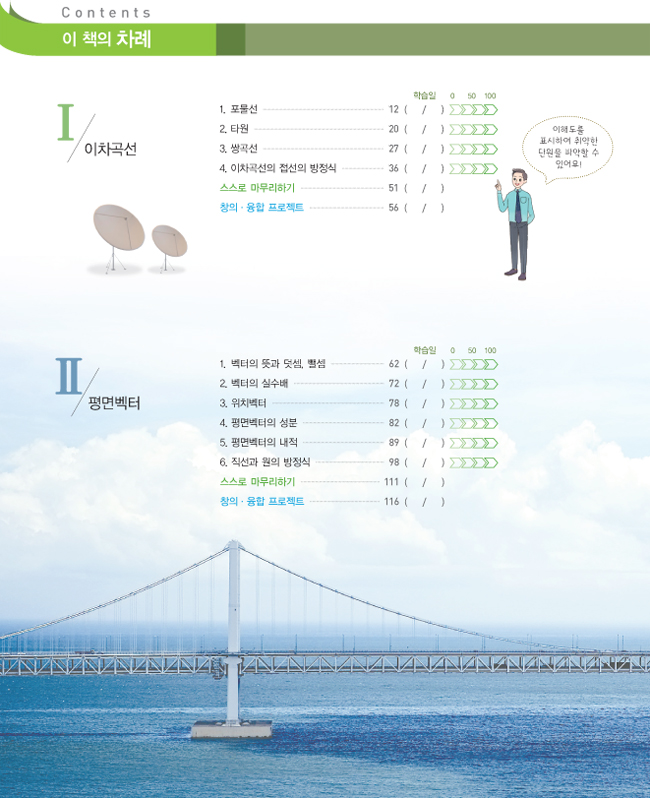 Contents
이 책의 차례
학습일 0 50 100
Ⅰ
이차곡선
1. 포물선 12 ( / )
2. 타원 20 ( / )
3. 쌍곡선 27 ( / )
4. 이차곡선의 접선의 방정식 36 ( / )
스스로 마무리하기 51 ( / )
창의·융합 프로젝트 56 ( / )
이해도를
표시하여 취약한
단원을 파악할 수
있어요!
학습일 0 50 100
Ⅱ
평면벡터
1. 벡터의 뜻과 덧셈, 뺄셈 62 ( / )
2. 벡터의 실수배 72 ( / )
3. 위치벡터 78 ( / )
4. 평면벡터의 성분 82 ( / )
5. 평면벡터의 내적 89 ( / )
6. 직선과 원의 방정식 98 ( / )
스스로 마무리하기 111 ( / )
창의·융합 프로젝트 116 ( / )